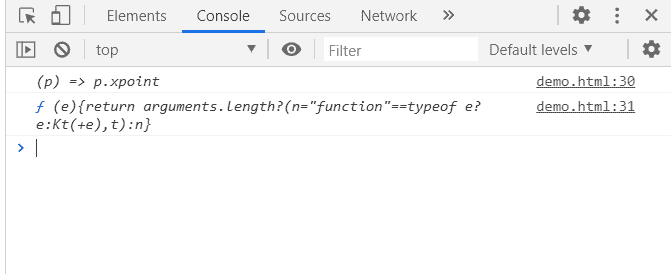 Elements Console Sources Network »
top Filter Default levels
(p) => p.xpoint demo.html:30
ƒ (e){return arguments.length?(n="function"==typeof e? demo.html:31
e:Kt(+e),t):n}
>